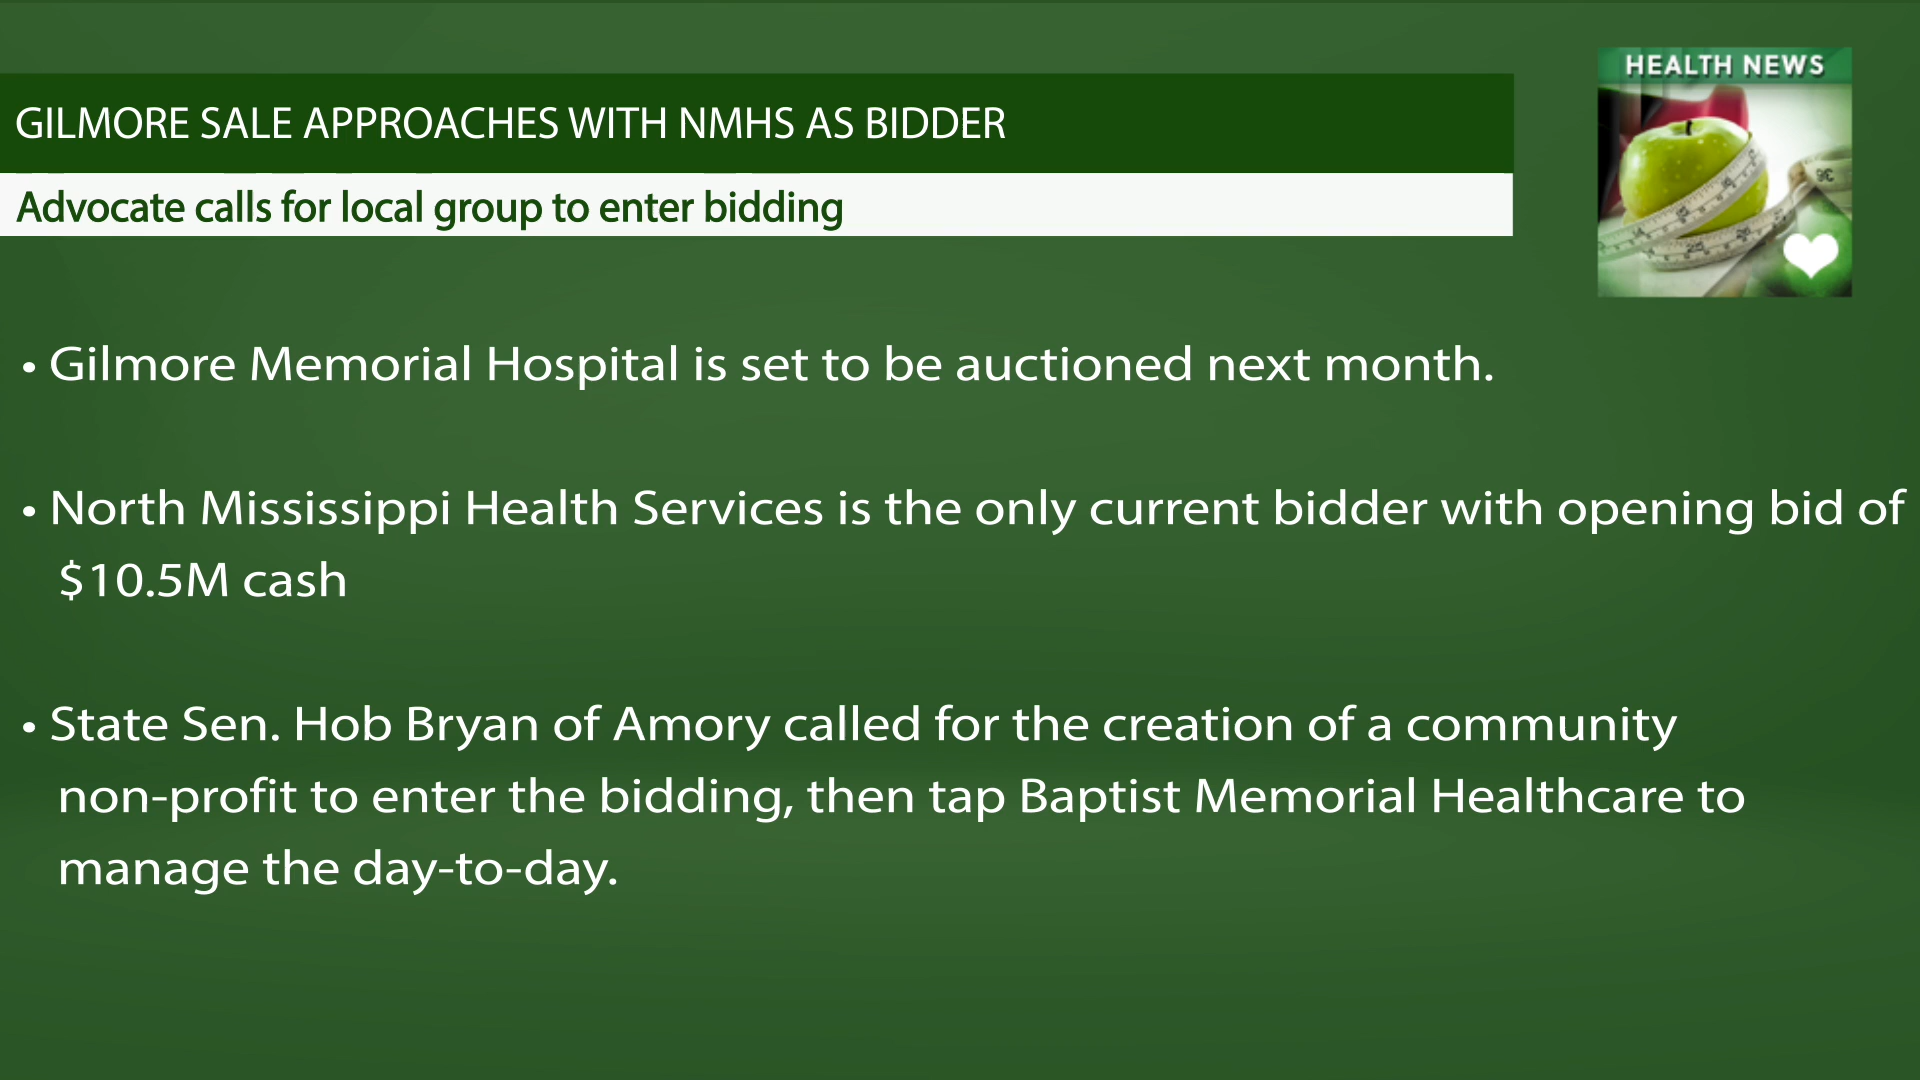 HEALTH NEWS
GILMORE SALE APPROACHES WITH NMHS AS BIDDER
Advocate calls for local group to enter bidding
• Gilmore Memorial Hospital is set to be auctioned next month.
• North Mississippi Health Services is the only current bidder with opening bid of
$10.5M cash
• State Sen. Hob Bryan of Amory called for the creation of a community
non-profit to enter the bidding, then tap Baptist Memorial Healthcare to
manage the day-to-day.